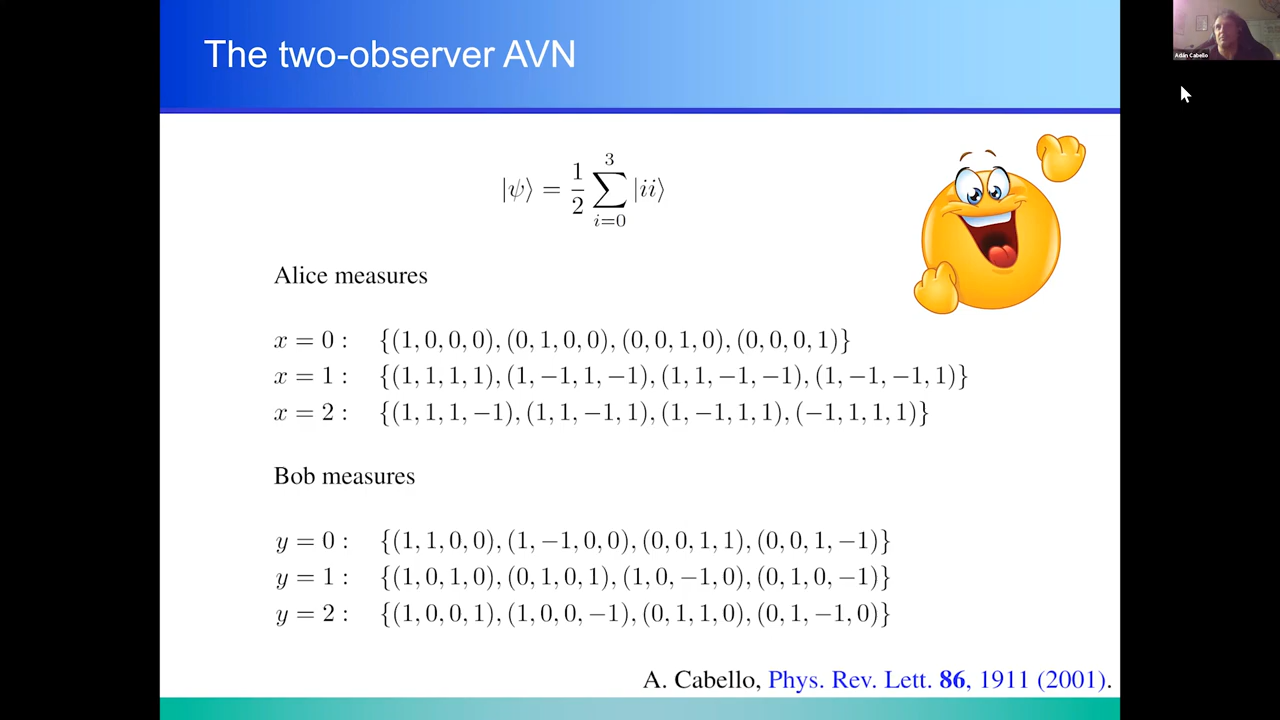 The two-observer AVN
|ψ⟩ = 1/2 ∑_{i=0}^{3} |ii⟩
Alice measures
x = 0 : {(1, 0, 0, 0), (0, 1, 0, 0), (0, 0, 1, 0), (0, 0, 0, 1)}
x = 1 : {(1, 1, 1, 1), (1, −1, 1, −1), (1, 1, −1, −1), (1, −1, −1, 1)}
x = 2 : {(1, 1, 1, −1), (1, 1, −1, 1), (1, −1, 1, 1), (−1, 1, 1, 1)}
Bob measures
y = 0 : {(1, 1, 0, 0), (1, −1, 0, 0), (0, 0, 1, 1), (0, 0, 1, −1)}
y = 1 : {(1, 0, 1, 0), (0, 1, 0, 1), (1, 0, −1, 0), (0, 1, 0, −1)}
y = 2 : {(1, 0, 0, 1), (1, 0, 0, −1), (0, 1, 1, 0), (0, 1, −1, 0)}
A. Cabello, Phys. Rev. Lett. 86, 1911 (2001).
Adán Cabello